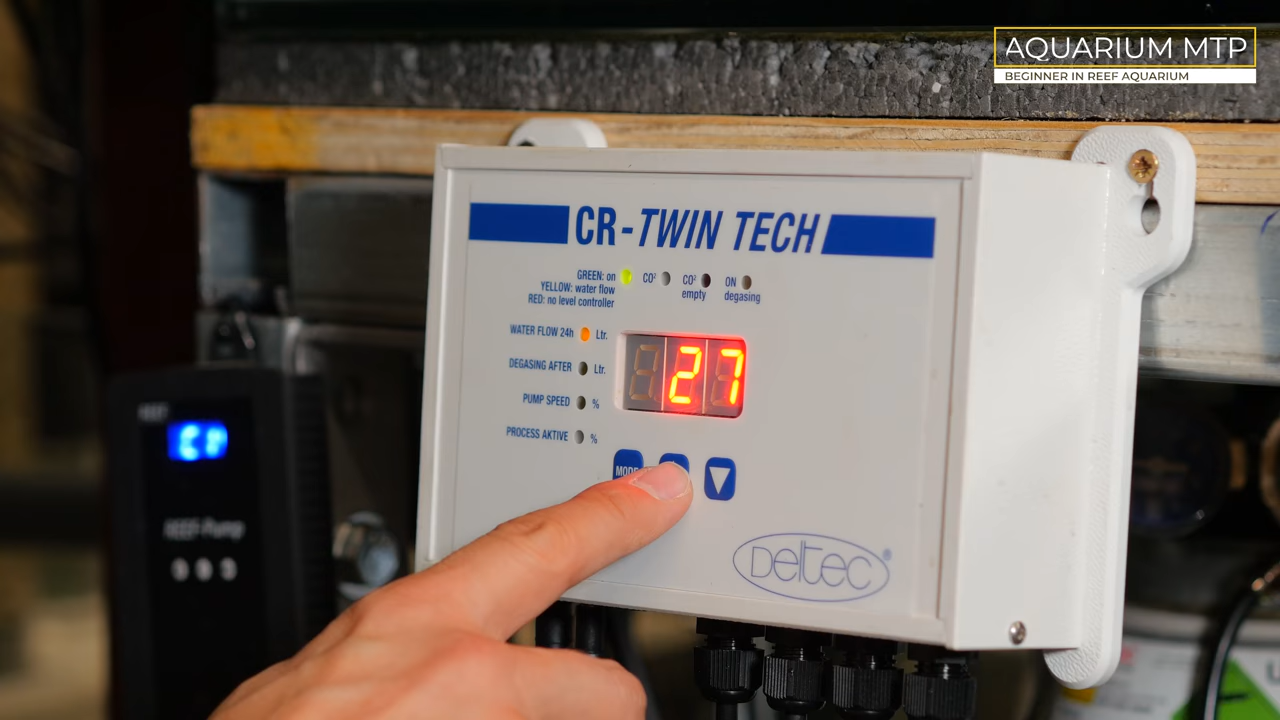 AQUARIUM MTP
BEGINNER IN REEF AQUARIUM
CR-TWIN TECH
GREEN: on
YELLOW: water flow
RED: no level controller
CO²
CO² empty
ON degasing
WATER FLOW 24h Ltr.
DEGASING AFTER Ltr.
PUMP SPEED %
PROCESS AKTIVE %
27
MODE
Deltec®
REEF-Pump